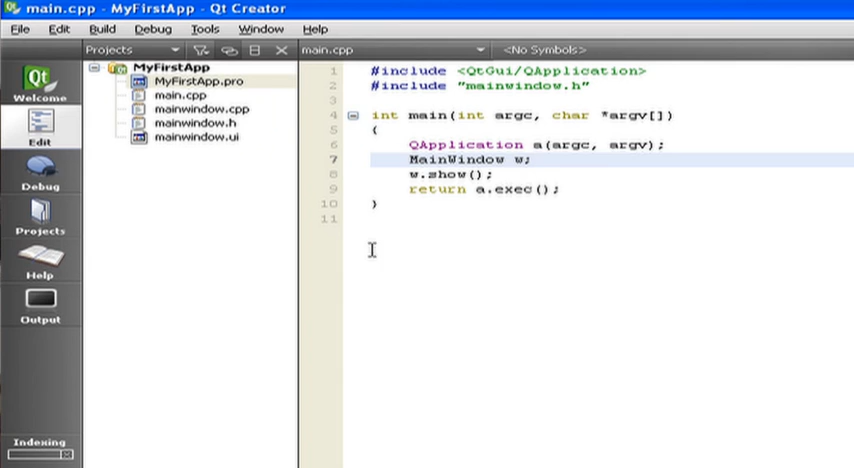 main.cpp - MyFirstApp - Qt Creator
File Edit Build Debug Tools Window Help
Projects main.cpp <No Symbols>
Qt
Welcome
Edit
Debug
Projects
Help
Output
Indexing
MyFirstApp
MyFirstApp.pro
main.cpp
mainwindow.cpp
mainwindow.h
mainwindow.ui
1 #include <QtGui/QApplication>
2 #include "mainwindow.h"
3
4 int main(int argc, char *argv[])
5 {
6 QApplication a(argc, argv);
7 MainWindow w;
8 w.show();
9 return a.exec();
10 }
11